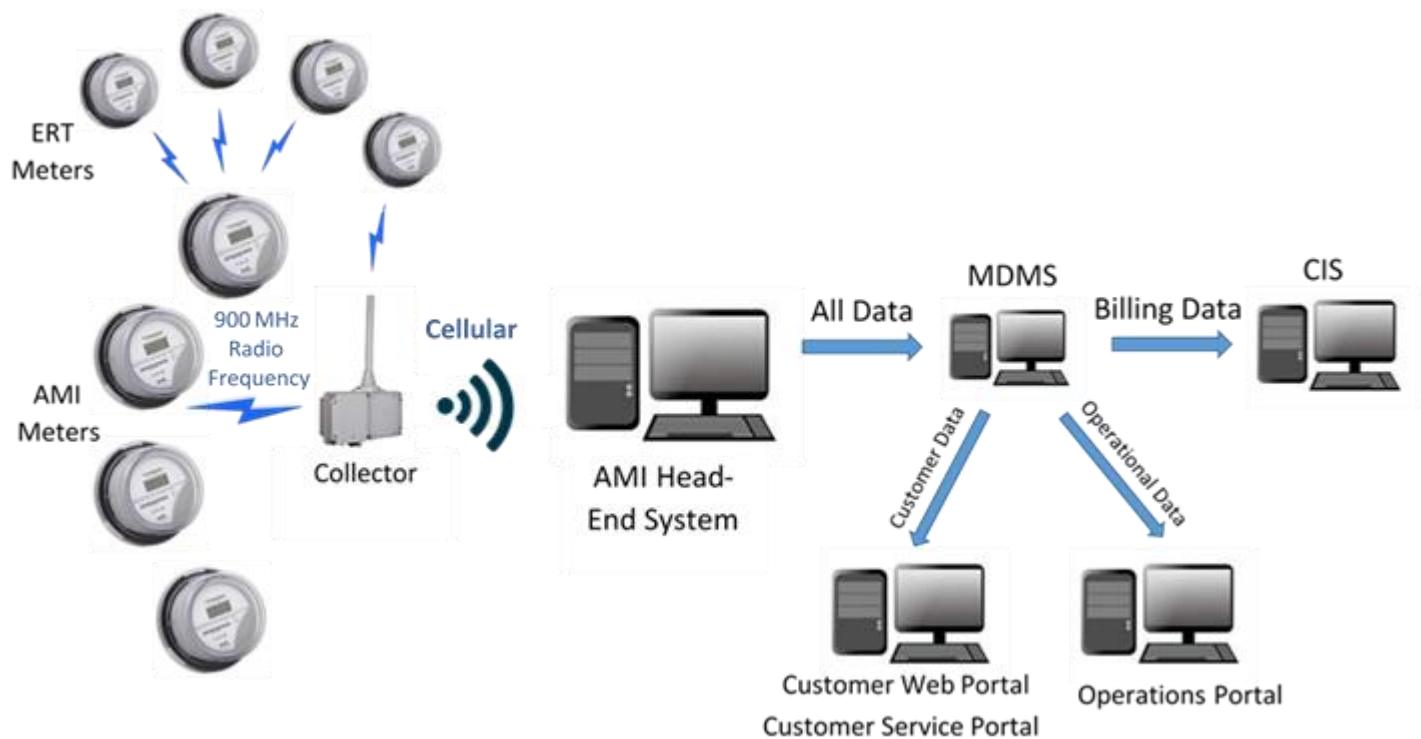 ERT
Meters
900 MHz
Radio
Frequency
AMI
Meters
Collector
Cellular
AMI Head-
End System
All Data
MDMS
Billing Data
CIS
Customer Data
Operational Data
Customer Web Portal
Customer Service Portal
Operations Portal